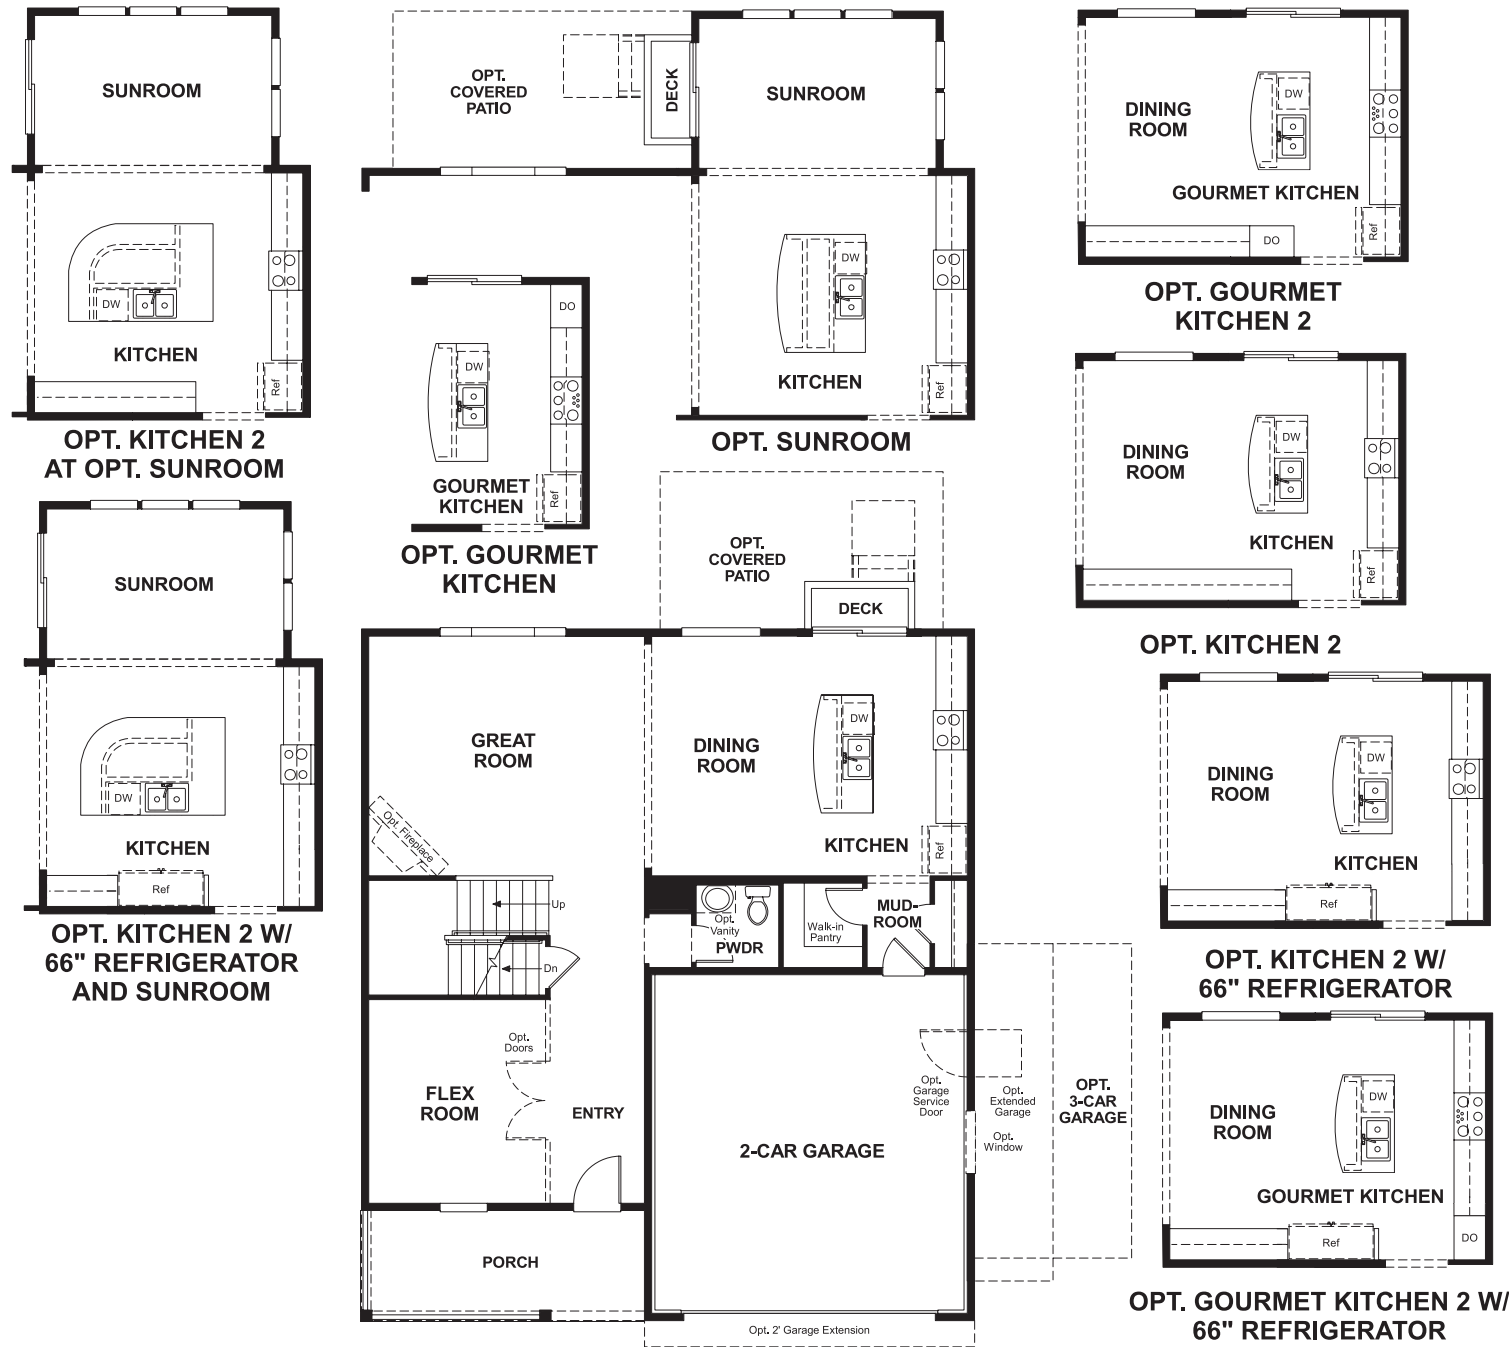 SUNROOM
DW
KITCHEN
Ref
OPT. KITCHEN 2
AT OPT. SUNROOM
SUNROOM
DW
KITCHEN
Ref
OPT. KITCHEN 2 W/
66" REFRIGERATOR
AND SUNROOM
OPT.
COVERED
PATIO
DECK
SUNROOM
DW
KITCHEN
Ref
OPT. SUNROOM
DO
DW
GOURMET
KITCHEN
Ref
OPT. GOURMET
KITCHEN
OPT.
COVERED
PATIO
DECK
GREAT
ROOM
Opt. Fireplace
DINING
ROOM
DW
KITCHEN
Ref
Up
Dn
Opt.
Vanity
PWDR
Walk-in
Pantry
MUD-
ROOM
Opt.
Doors
FLEX
ROOM
ENTRY
2-CAR GARAGE
Opt.
Garage
Service
Door
Opt.
Extended
Garage
Opt.
Window
OPT.
3-CAR
GARAGE
PORCH
Opt. 2' Garage Extension
DINING
ROOM
DW
GOURMET KITCHEN
DO
Ref
OPT. GOURMET
KITCHEN 2
DINING
ROOM
DW
KITCHEN
Ref
OPT. KITCHEN 2
DINING
ROOM
DW
KITCHEN
Ref
OPT. KITCHEN 2 W/
66" REFRIGERATOR
DINING
ROOM
DW
GOURMET KITCHEN
Ref
DO
OPT. GOURMET KITCHEN 2 W/
66" REFRIGERATOR